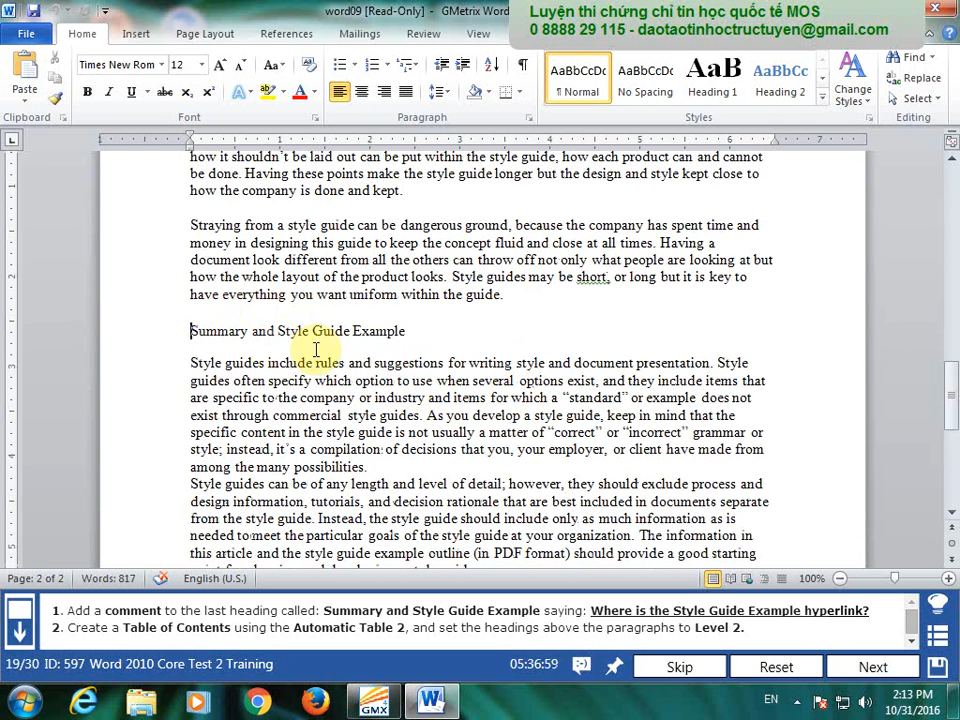 word09 [Read-Only]
GMetrix W
Luyện thi chứng chỉ tin học quốc tế MOS
0 8888 29 115 - daotaotinhoctructuyen@gmail.com
File Home Insert Page Layout References Mailings Review View
Paste
Times New Rom 12
AaBbCcDc AaBbCcDc AaB AaBbCc
¶ Normal No Spacing Heading 1 Heading 2
Change Styles
Find
Replace
Select
Clipboard Font Paragraph Styles Editing
how it shouldn't be laid out can be put within the style guide, how each product can and cannot
be done. Having these points make the style guide longer but the design and style kept close to
how the company is done and kept.
Straying from a style guide can be dangerous ground, because the company has spent time and
money in designing this guide to keep the concept fluid and close at all times. Having a
document look different from all the others can throw off not only what people are looking at but
how the whole layout of the product looks. Style guides may be short, or long but it is key to
have everything you want uniform within the guide.
Summary and Style Guide Example
Style guides include rules and suggestions for writing style and document presentation. Style
guides often specify which option to use when several options exist, and they include items that
are specific to the company or industry and items for which a “standard” or example does not
exist through commercial style guides. As you develop a style guide, keep in mind that the
specific content in the style guide is not usually a matter of “correct” or “incorrect” grammar or
style; instead, it's a compilation of decisions that you, your employer, or client have made from
among the many possibilities.
Style guides can be of any length and level of detail; however, they should exclude process and
design information, tutorials, and decision rationale that are best included in documents separate
from the style guide. Instead, the style guide should include only as much information as is
needed to meet the particular goals of the style guide at your organization. The information in
this article and the style guide example outline (in PDF format) should provide a good starting
Page: 2 of 2 Words: 817 English (U.S.) 100%
1. Add a comment to the last heading called: Summary and Style Guide Example saying: Where is the Style Guide Example hyperlink?
2. Create a Table of Contents using the Automatic Table 2, and set the headings above the paragraphs to Level 2.
19/30 ID: 597 Word 2010 Core Test 2 Training 05:36:59 Skip Reset Next
GMX W EN 2:13 PM
10/31/2016